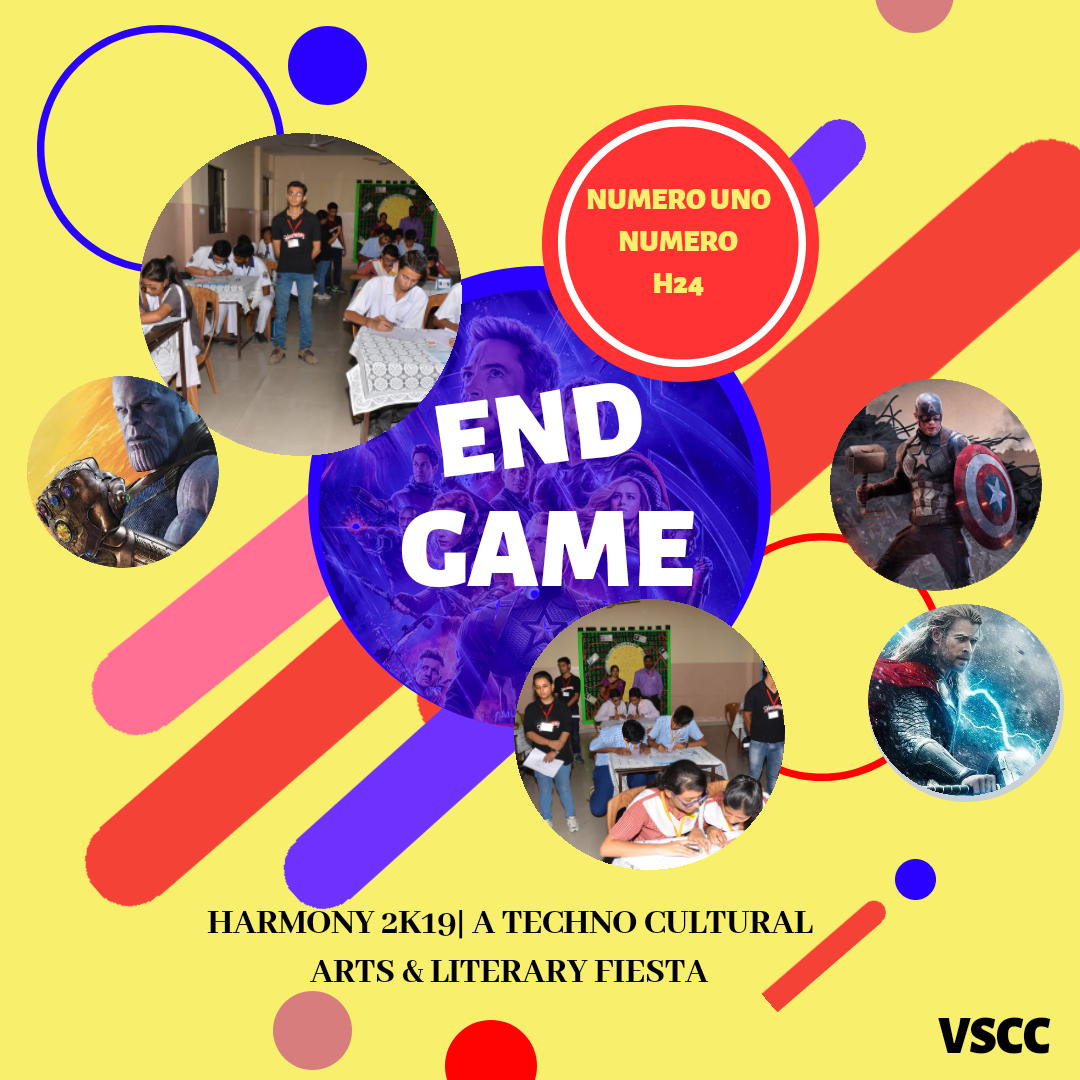 NUMERO UNO
NUMERO
H24
END
GAME
HARMONY 2K19| A TECHNO CULTURAL
ARTS & LITERARY FIESTA
VSCC